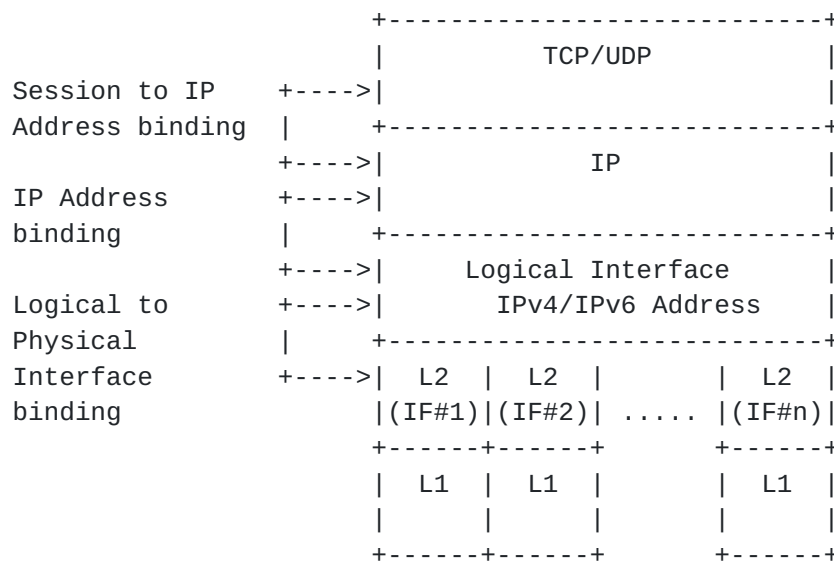 +----------------------------+
                              |          TCP/UDP           |
Session to IP        +---->|                            |
Address binding  |      +----------------------------+
                       +---->|             IP             |
IP Address           +---->|                            |
binding          |      +----------------------------+
                       +---->|     Logical Interface      |
Logical to           +---->|       IPv4/IPv6 Address    |
Physical         |      +----------------------------+
Interface            +---->|  L2  |  L2  |       |  L2  |
binding                 |(IF#1)|(IF#2)| ..... |(IF#n)|
                        +------+------+       +------+
                        |  L1  |  L1  |       |  L1  |
                        |      |      |       |      |
                        +------+------+       +------+